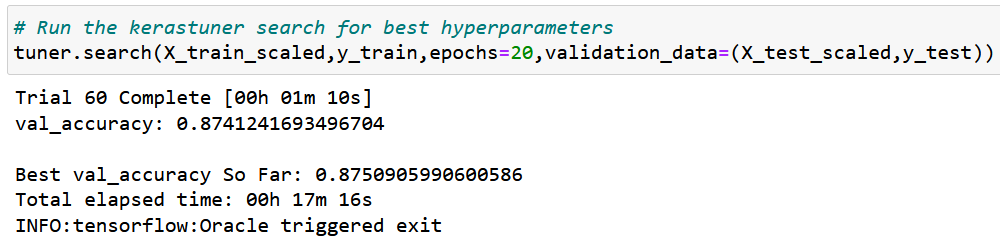 # Run the kerastuner search for best hyperparameters
tuner.search(X_train_scaled,y_train,epochs=20,validation_data=(X_test_scaled,y_test))
Trial 60 Complete [00h 01m 10s]
val_accuracy: 0.8741241693496704
Best val_accuracy So Far: 0.8750905990600586
Total elapsed time: 00h 17m 16s
INFO:tensorflow:Oracle triggered exit